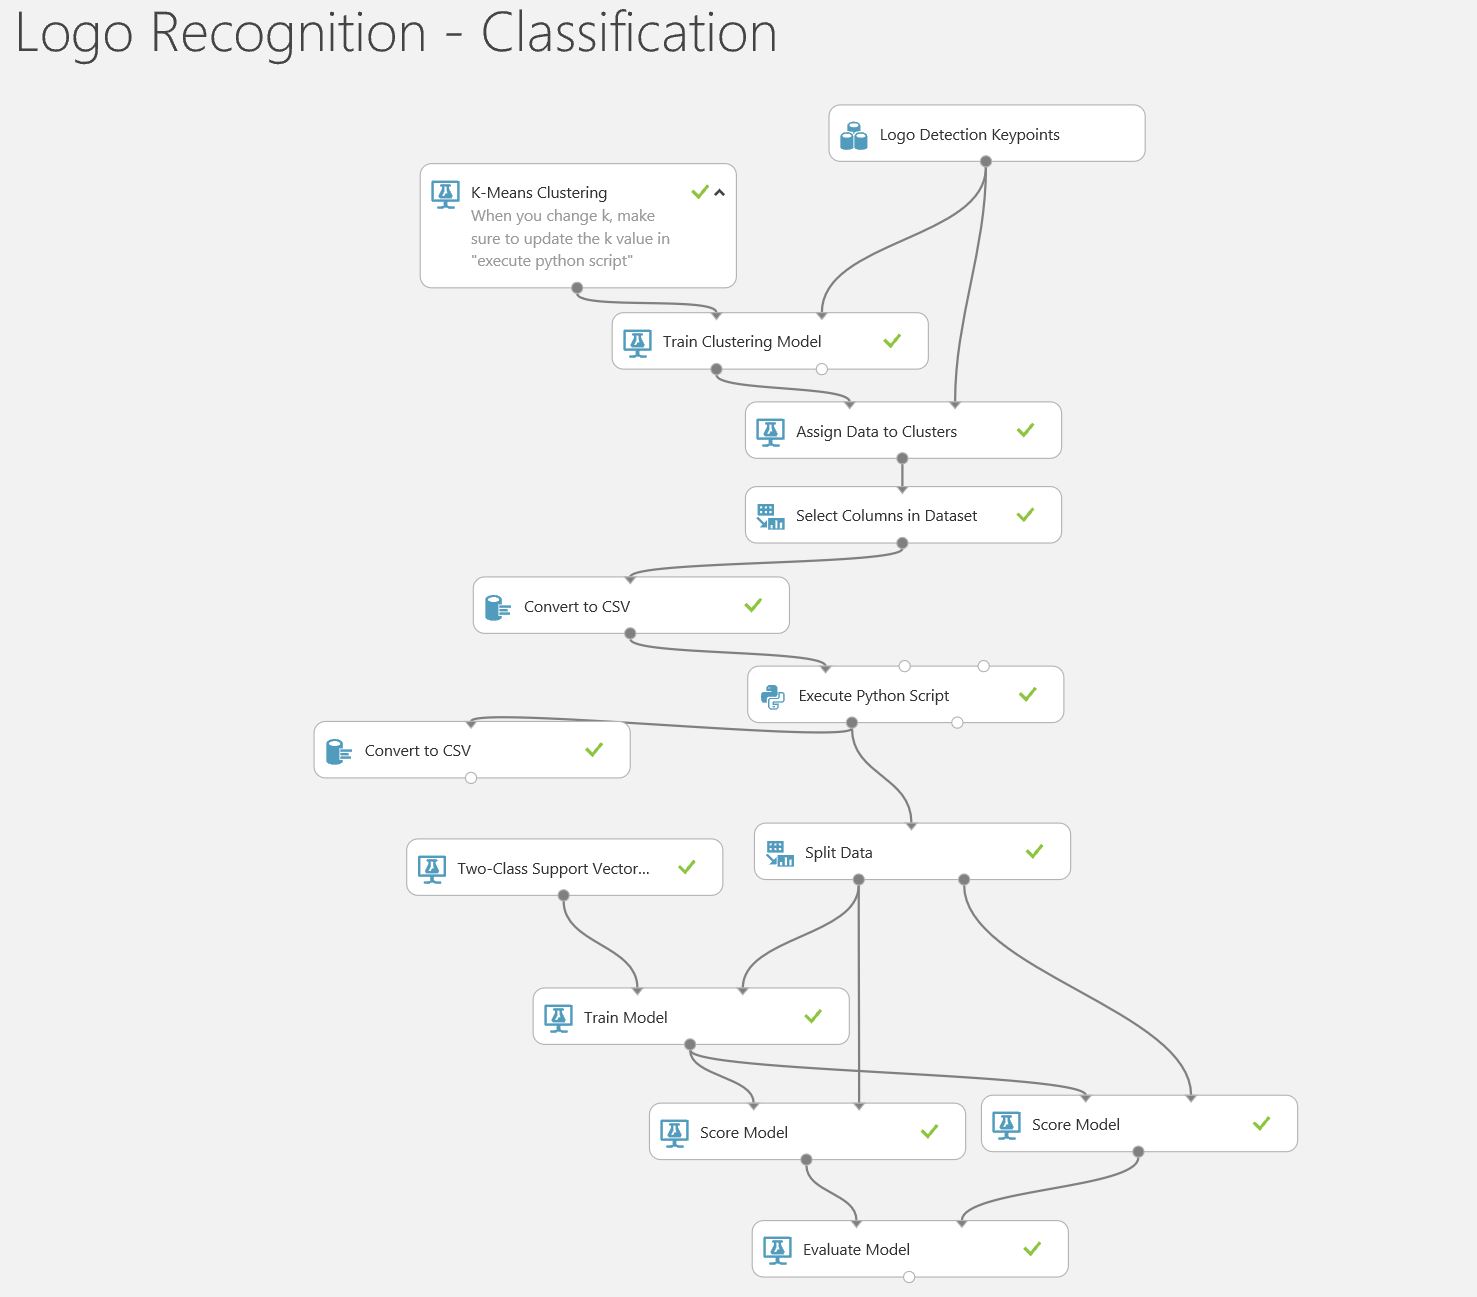 Logo Recognition - Classification
Logo Detection Keypoints
K-Means Clustering
When you change k, make
sure to update the k value in
"execute python script"
Train Clustering Model
Assign Data to Clusters
Select Columns in Dataset
Convert to CSV
Execute Python Script
Convert to CSV
Split Data
Two-Class Support Vector...
Train Model
Score Model
Score Model
Evaluate Model